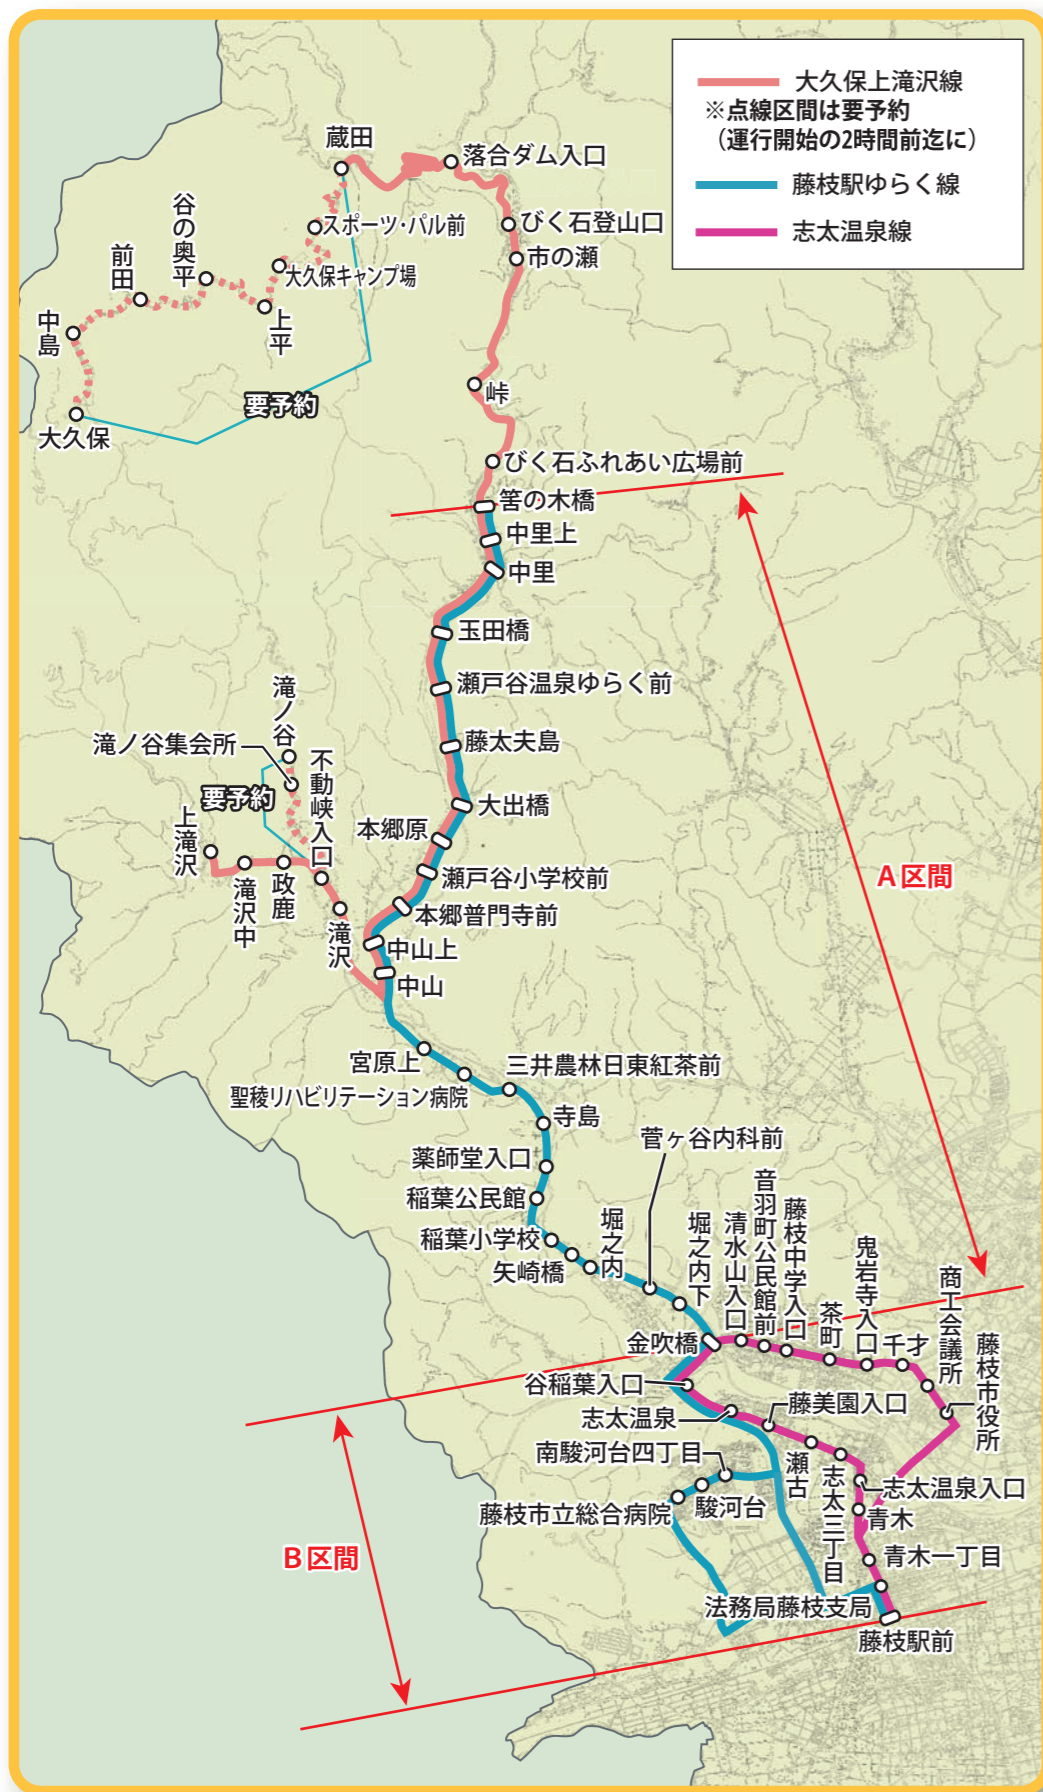 大久保上滝沢線
※点線区間は要予約
（運行開始の2時間前迄に）
藤枝駅ゆらく線
志太温泉線
蔵田
落合ダム入口
スポーツ・パル前
びく石登山口
谷の奥平
市の瀬
前田
大久保キャンプ場
上平
中島
要予約
大久保
峠
びく石ふれあい広場前
筈の木橋
中里上
中里
玉田橋
瀬戸谷温泉ゆらく前
滝ノ谷
滝ノ谷集会所
藤太夫島
不動峡入口
要予約
大出橋
上滝沢
本郷原
瀬戸谷小学校前
A区間
滝沢中
政鹿
滝沢
本郷普門寺前
中山上
中山
宮原上
三井農林日東紅茶前
聖稜リハビリテーション病院
寺島
菅ヶ谷内科前
薬師堂入口
稲葉公民館
稲葉小学校
矢崎橋
堀之内
堀之内下
清水山入口
音羽町公民館前
藤枝中学入口
茶町
鬼岩寺入口
千才
商工会議所
藤枝市役所
金吹橋
谷稲葉入口
志太温泉
藤美園入口
南駿河台四丁目
瀬古
志太三丁目
志太温泉入口
駿河台
藤枝市立総合病院
青木
B区間
青木一丁目
法務局藤枝支局
藤枝駅前